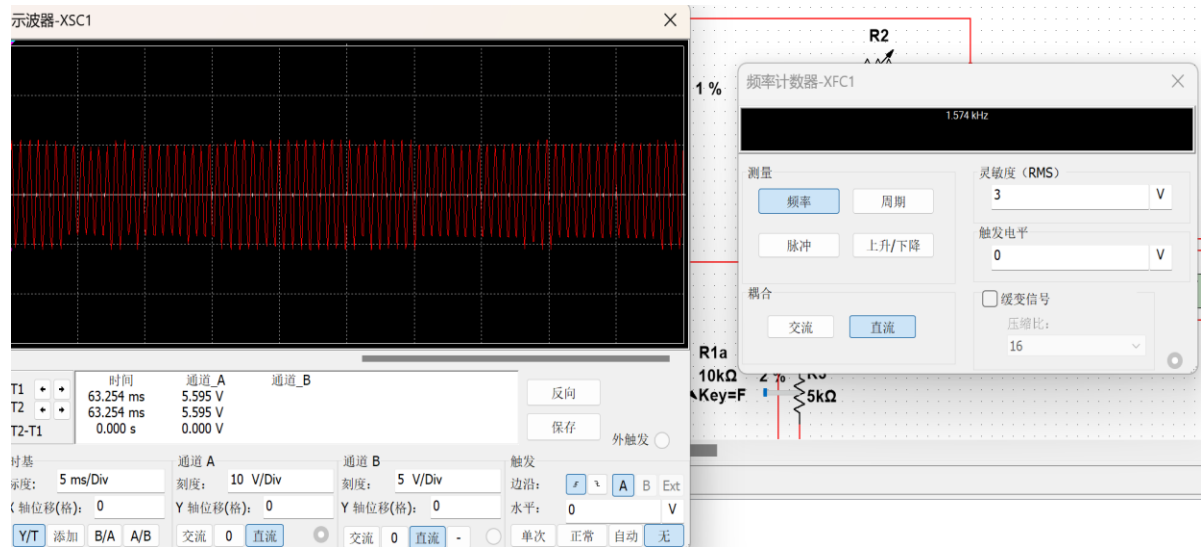 示波器-XSC1
时间 通道_A 通道_B
T1 63.254 ms 5.595 V
T2 63.254 ms 5.595 V
T2-T1 0.000 s 0.000 V
反向
保存
外触发
时基
标度: 5 ms/Div
X 轴位移(格): 0
Y/T 添加 B/A A/B
通道 A
刻度: 10 V/Div
Y 轴位移(格): 0
交流 0 直流
通道 B
刻度: 5 V/Div
Y 轴位移(格): 0
交流 0 直流 -
触发
边沿: A B Ext
水平: 0 V
单次 正常 自动 无
R2
1 %
频率计数器-XFC1
1.574 kHz
测量
频率 周期
脉冲 上升/下降
耦合
交流 直流
灵敏度（RMS）
3 V
触发电平
0 V
缓变信号
压缩比:
16
R1a
10kΩ 2 %
Key=F
5kΩ